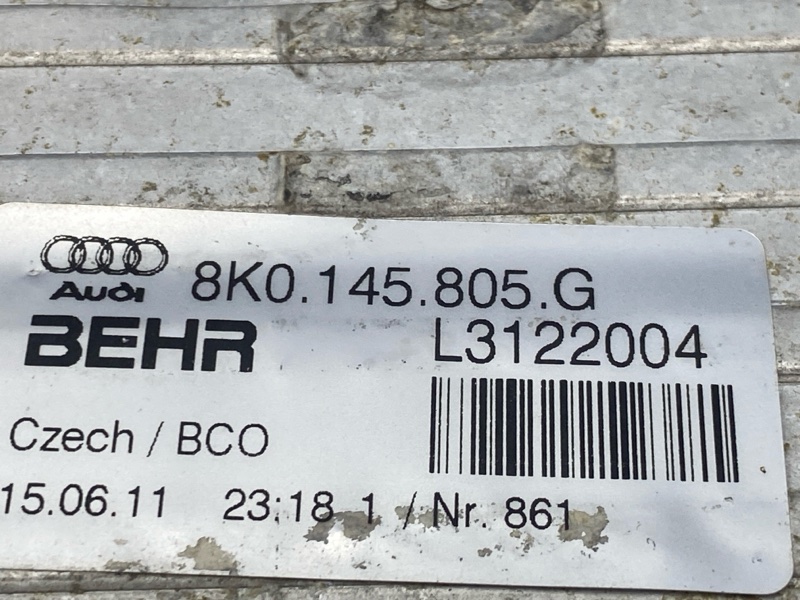 8K0.145.805.G
Audi
BEHR L3122004
Czech / BCO
15.06.11 23:18 1 / Nr. 861